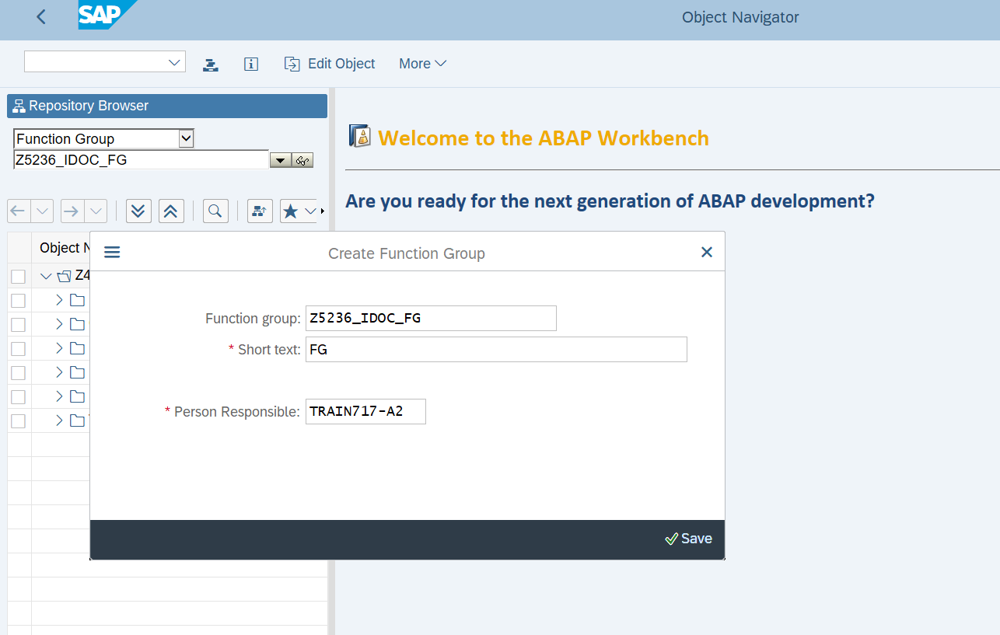 SAP
Object Navigator
Edit Object
More
Repository Browser
Function Group
Z5236_IDOC_FG
Welcome to the ABAP Workbench
Are you ready for the next generation of ABAP development?
Object N
Z4
Create Function Group
Function group: Z5236_IDOC_FG
* Short text: FG
* Person Responsible: TRAIN717-A2
Save